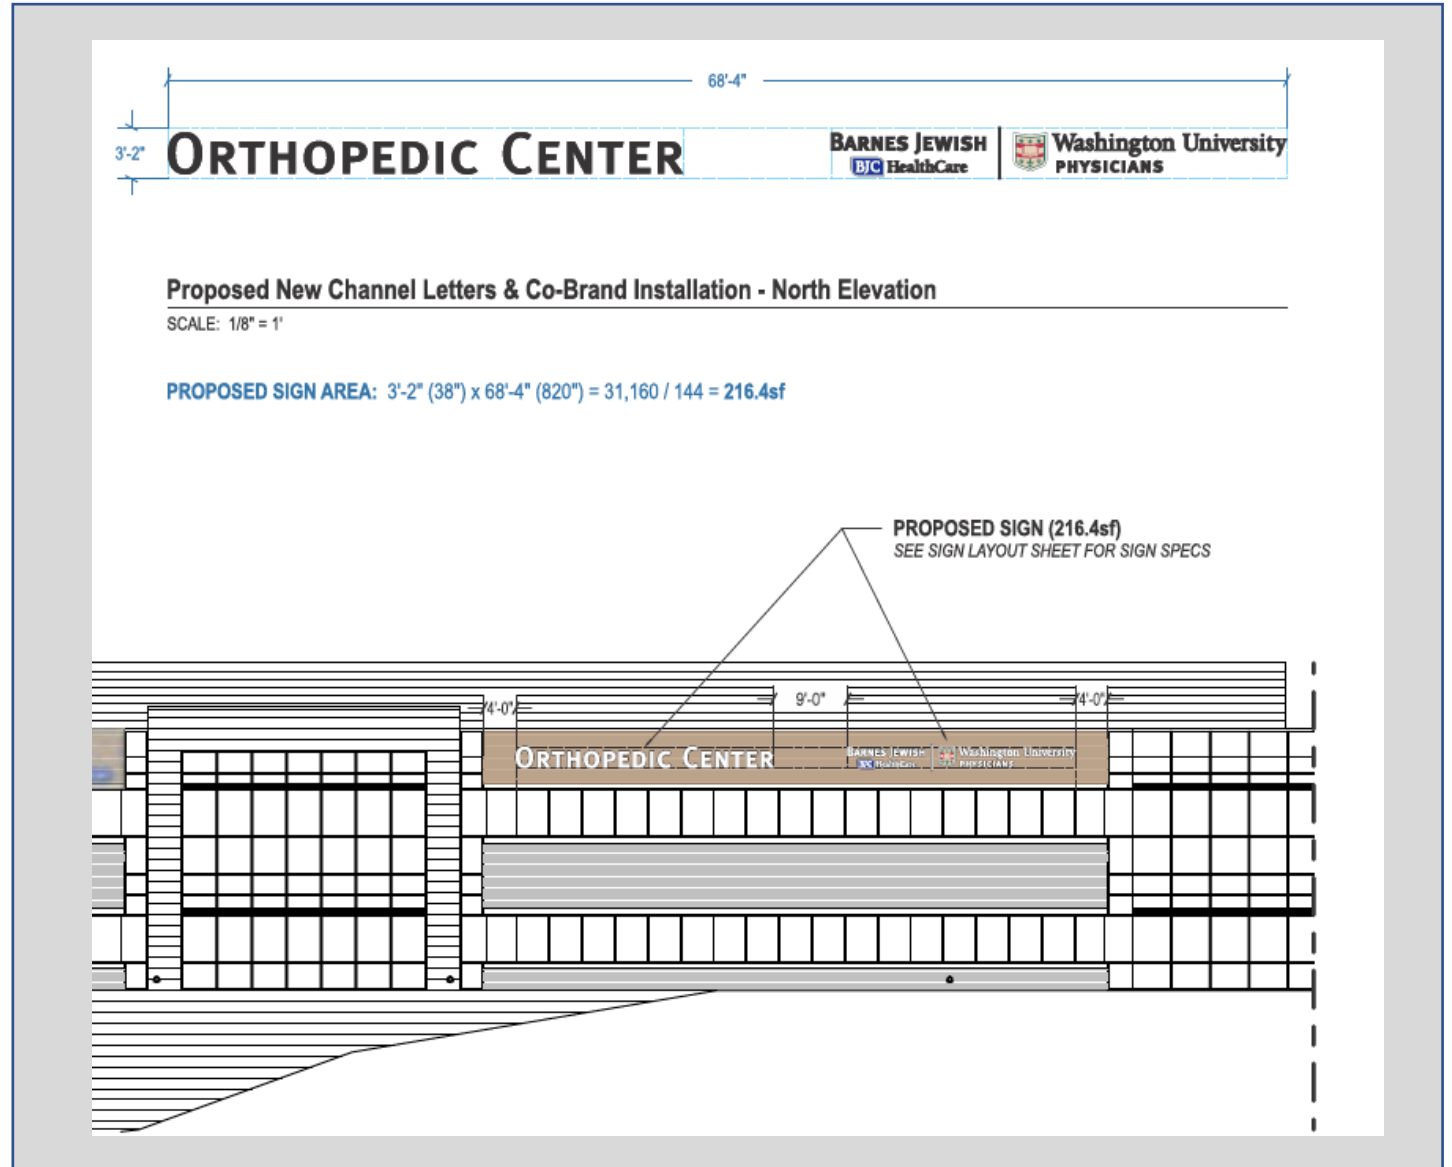 68'-4"
3'-2"
ORTHOPEDIC CENTER
BARNES JEWISH
BJC HealthCare
Washington University
PHYSICIANS
Proposed New Channel Letters & Co-Brand Installation - North Elevation
SCALE: 1/8" = 1'
PROPOSED SIGN AREA: 3'-2" (38") x 68'-4" (820") = 31,160 / 144 = 216.4sf
PROPOSED SIGN (216.4sf)
SEE SIGN LAYOUT SHEET FOR SIGN SPECS
4'-0"
9'-0"
4'-0"
ORTHOPEDIC CENTER
BARNES JEWISH
BJC HealthCare
Washington University
PHYSICIANS